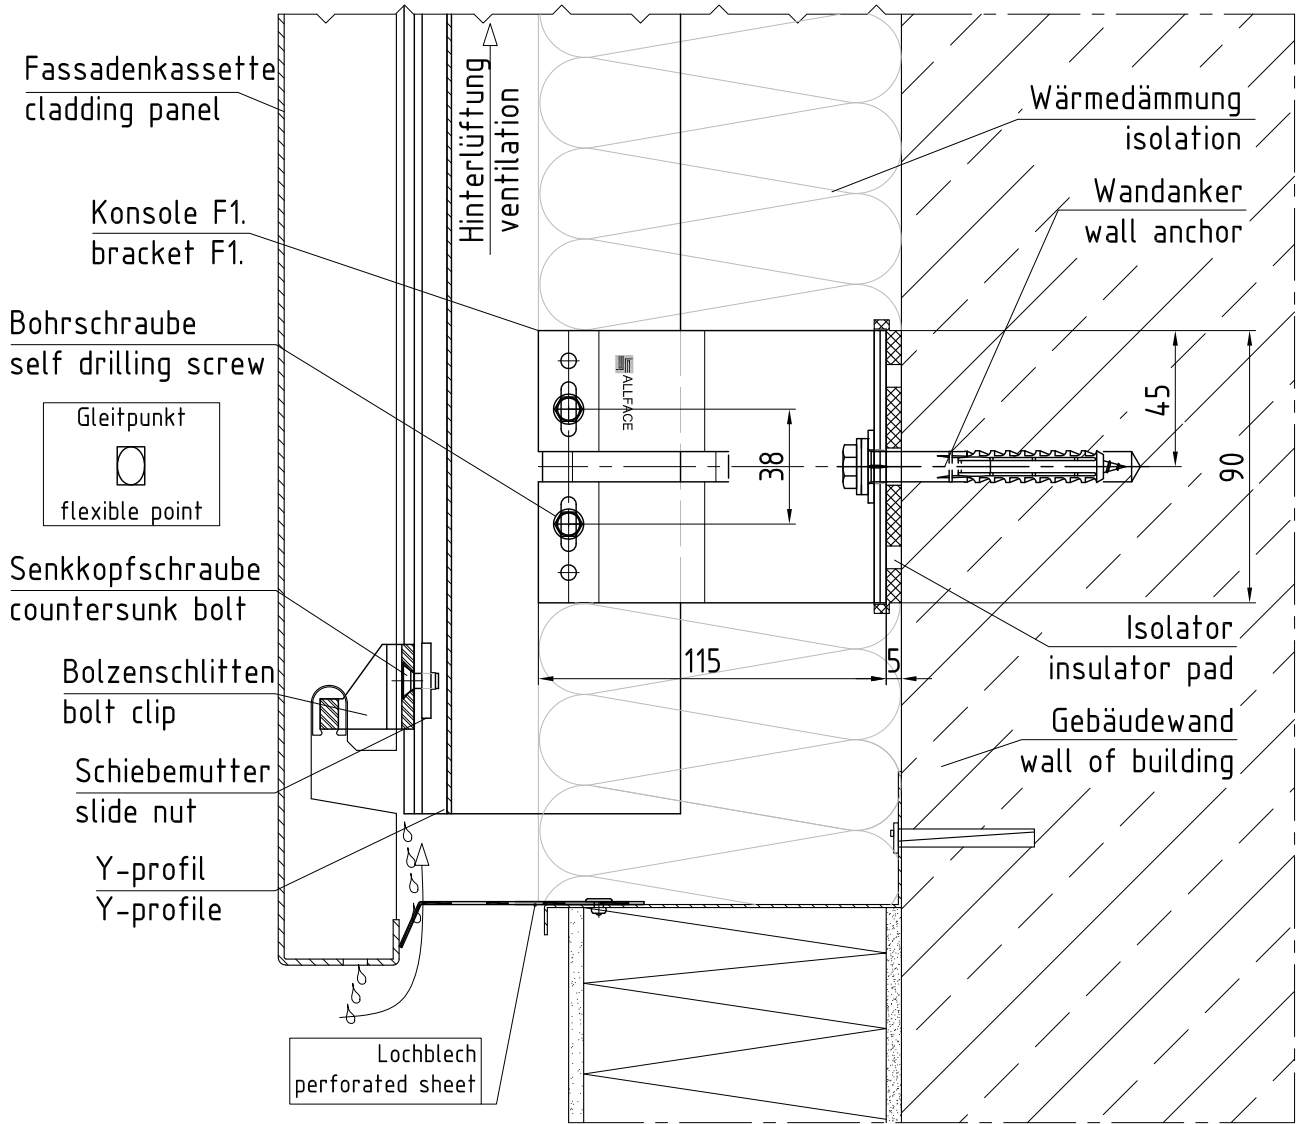 Fassadenkassette
cladding panel
Hinterlüftung
ventilation
Wärmedämmung
isolation
Konsole F1.
bracket F1.
Wandanker
wall anchor
Bohrschraube
self drilling screw
ALLFACE
Gleitpunkt
flexible point
38
45
90
Senkkopfschraube
countersunk bolt
115
5
Isolator
insulator pad
Bolzenschlitten
bolt clip
Gebäudewand
wall of building
Schiebemutter
slide nut
Y-profil
Y-profile
Lochblech
perforated sheet